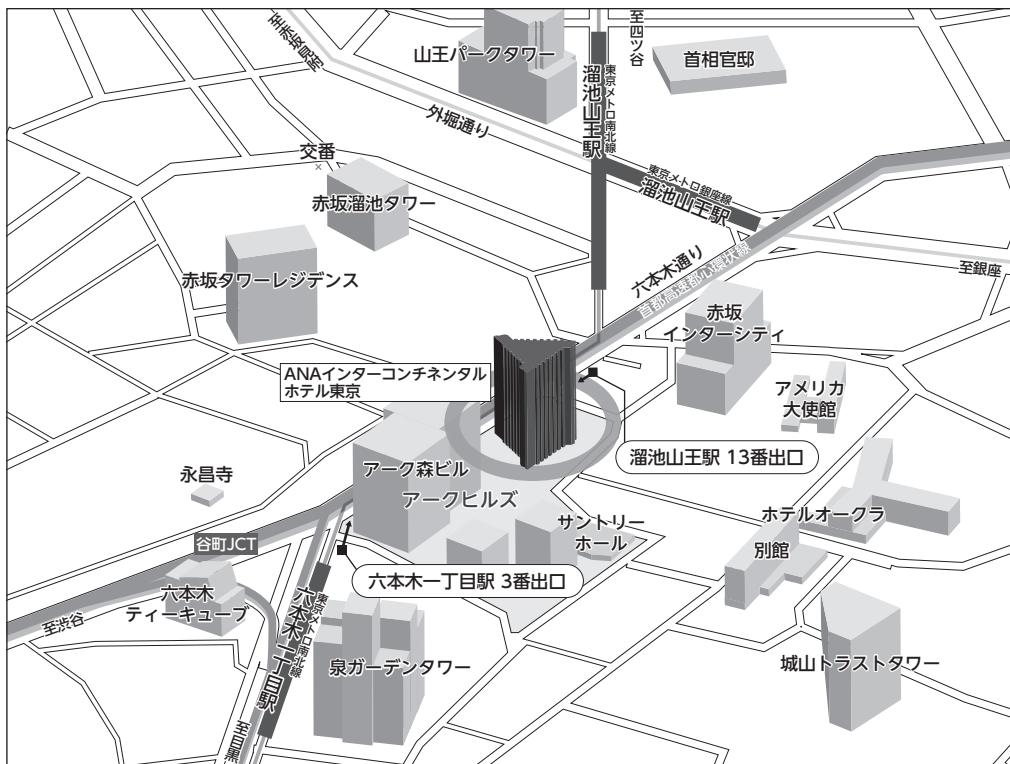 至赤坂見附
山王パークタワー
至四ツ谷
東京メトロ南北線
溜池山王駅
首相官邸
外堀通り
交番
赤坂溜池タワー
東京メトロ銀座線
溜池山王駅
赤坂タワーレジデンス
六本木通り
首都高速都心環状線
至銀座
赤坂
インターシティ
ANAインターコンチネンタル
ホテル東京
アメリカ
大使館
溜池山王駅 13番出口
アーク森ビル
アークヒルズ
永昌寺
サントリー
ホール
ホテルオークラ
別館
谷町JCT
六本木一丁目駅 3番出口
六本木
ティーキューブ
至渋谷
東京メトロ南北線
六本木一丁目駅
泉ガーデンタワー
城山トラストタワー
至目黒